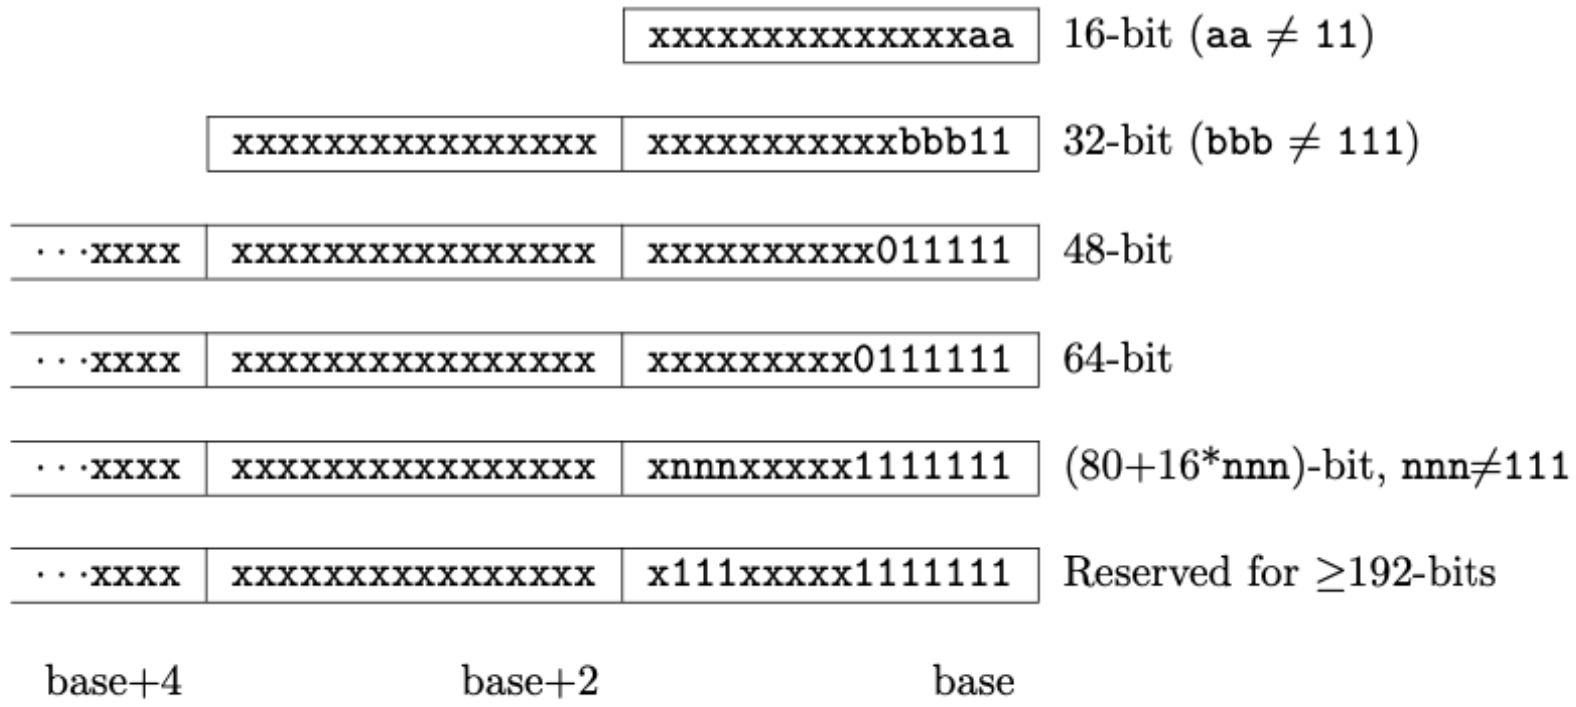 xxxxxxxxxxxxxxaa 16-bit (aa ≠ 11)
xxxxxxxxxxxxxxxx xxxxxxxxxxxbbb11 32-bit (bbb ≠ 111)
···xxxx xxxxxxxxxxxxxxxx xxxxxxxxxx011111 48-bit
···xxxx xxxxxxxxxxxxxxxx xxxxxxxxx0111111 64-bit
···xxxx xxxxxxxxxxxxxxxx xnnnxxxxx1111111 (80+16*nnn)-bit, nnn≠111
···xxxx xxxxxxxxxxxxxxxx x111xxxxx1111111 Reserved for ≥192-bits
base+4 base+2 base